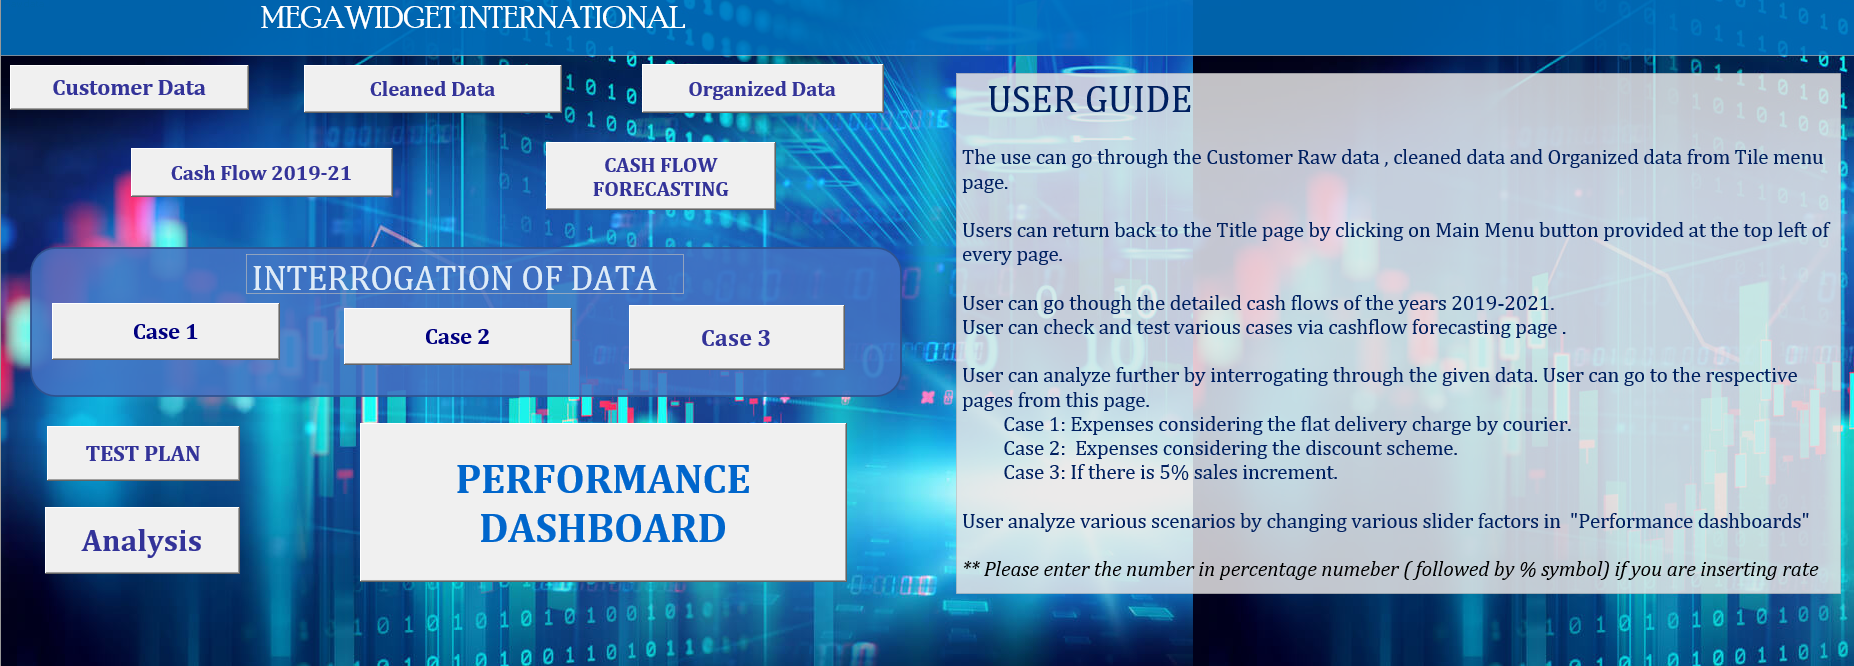 MEGAWIDGET INTERNATIONAL
Customer Data
Cleaned Data
Organized Data
Cash Flow 2019-21
CASH FLOW
FORECASTING
INTERROGATION OF DATA
Case 1
Case 2
Case 3
TEST PLAN
Analysis
PERFORMANCE
DASHBOARD
USER GUIDE
The use can go through the Customer Raw data , cleaned data and Organized data from Tile menu
page.
Users can return back to the Title page by clicking on Main Menu button provided at the top left of
every page.
User can go though the detailed cash flows of the years 2019-2021.
User can check and test various cases via cashflow forecasting page .
User can analyze further by interrogating through the given data. User can go to the respective
pages from this page.
Case 1: Expenses considering the flat delivery charge by courier.
Case 2:  Expenses considering the discount scheme.
Case 3: If there is 5% sales increment.
User analyze various scenarios by changing various slider factors in  "Performance dashboards"
** Please enter the number in percentage numeber ( followed by % symbol) if you are inserting rate